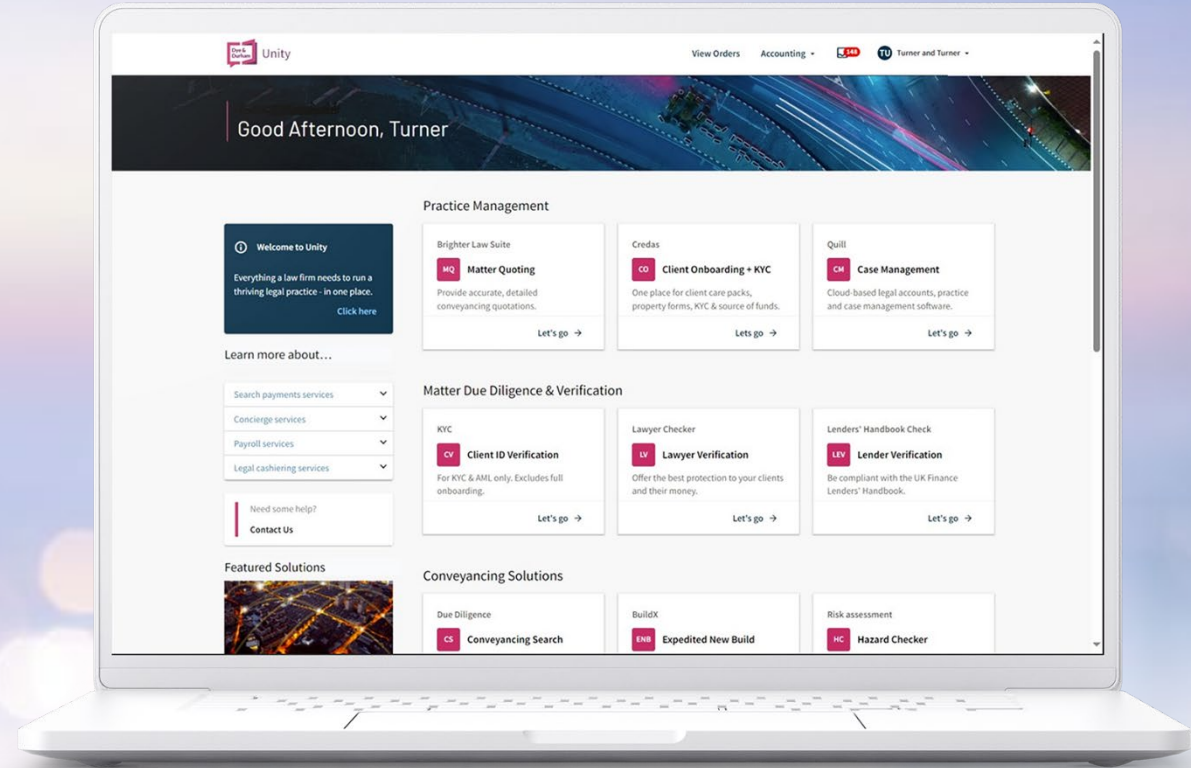 Dye & Durham
Unity
View Orders
Accounting
148
TU
Turner and Turner
Good Afternoon, Turner
Welcome to Unity
Everything a law firm needs to run a
thriving legal practice - in one place.
Click here
Learn more about...
Search payments services
Concierge services
Payroll services
Legal cashiering services
Need some help?
Contact Us
Featured Solutions
Practice Management
Brighter Law Suite
MQ Matter Quoting
Provide accurate, detailed
conveyancing quotations.
Let's go →
Credas
CO Client Onboarding + KYC
One place for client care packs,
property forms, KYC & source of funds.
Lets go →
Quill
CM Case Management
Cloud-based legal accounts, practice
and case management software.
Let's go →
Matter Due Diligence & Verification
KYC
CV Client ID Verification
For KYC & AML only. Excludes full
onboarding.
Let's go →
Lawyer Checker
LV Lawyer Verification
Offer the best protection to your clients
and their money.
Let's go →
Lenders' Handbook Check
LEV Lender Verification
Be compliant with the UK Finance
Lenders' Handbook.
Let's go →
Conveyancing Solutions
Due Diligence
CS Conveyancing Search
BuildX
ENB Expedited New Build
Risk assessment
HC Hazard Checker